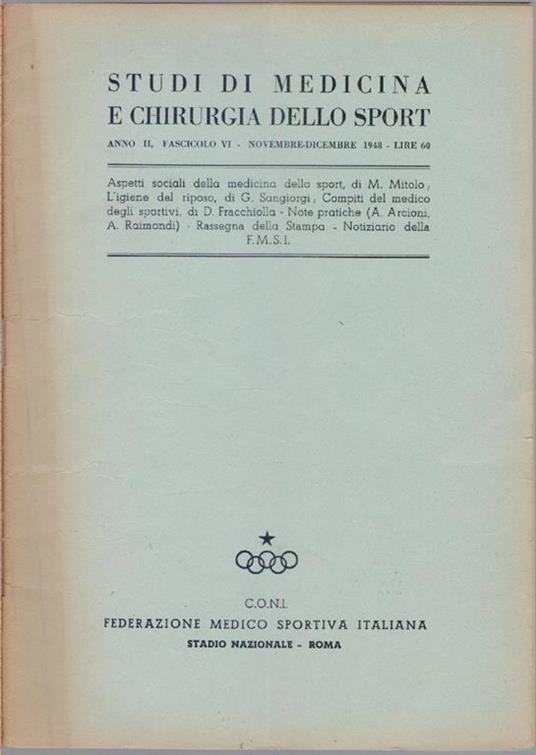 STUDI DI MEDICINA
E CHIRURGIA DELLO SPORT
ANNO II, FASCICOLO VI - NOVEMBRE-DICEMBRE 1948 - LIRE 60
Aspetti sociali della medicina dello sport, di M. Mitolo;
L'igiene del riposo, di G. Sangiorgi; Compiti del medico
degli sportivi, di D. Fracchiolla - Note pratiche (A. Arcioni,
A. Raimondi) - Rassegna della Stampa - Notiziario della
F.M.S.I.
C.O.N.I.
FEDERAZIONE MEDICO SPORTIVA ITALIANA
STADIO NAZIONALE - ROMA